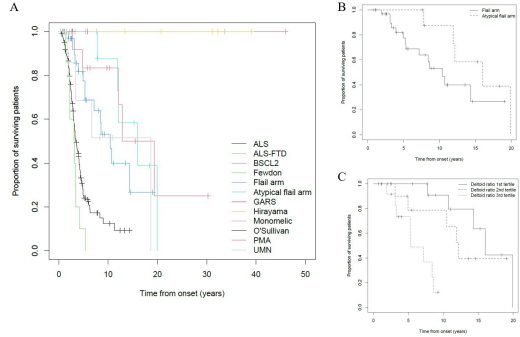 A
Proportion of surviving patients
1.0
0.8
0.6
0.4
0.2
0.0
0
10
20
30
40
50
Time from onset (years)
ALS
ALS-FTD
BSCL2
Fewdon
Flail arm
Atypical flail arm
GARS
Hirayama
Monomelic
O'Sullivan
PMA
UMN
B
Proportion of surviving patients
1.0
0.8
0.6
0.4
0.2
0.0
0
5
10
15
20
Time from onset (years)
Flail arm
Atypical flail arm
C
Proportion of surviving patients
1.0
0.8
0.6
0.4
0.2
0.0
0
5
10
15
20
Time from onset (years)
Deltoid ratio 1st tertile
Deltoid ratio 2nd tertile
Deltoid ratio 3rd tertile